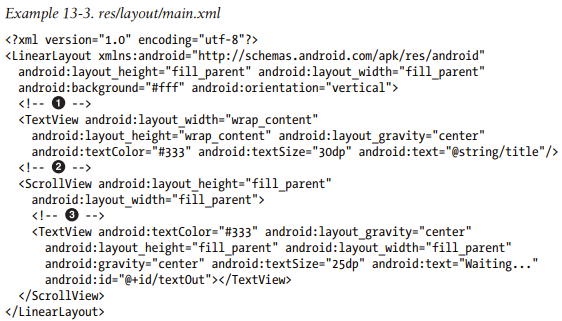 Example 13-3. res/layout/main.xml
<?xml version="1.0" encoding="utf-8"?>
<LinearLayout xmlns:android="http://schemas.android.com/apk/res/android"
android:layout_height="fill_parent" android:layout_width="fill_parent"
android:background="#fff" android:orientation="vertical">
<!-- ❶ -->
<TextView android:layout_width="wrap_content"
android:layout_height="wrap_content" android:layout_gravity="center"
android:textColor="#333" android:textSize="30dp" android:text="@string/title"/>
<!-- ❷ -->
<ScrollView android:layout_height="fill_parent"
android:layout_width="fill_parent">
<!-- ❸ -->
<TextView android:textColor="#333" android:layout_gravity="center"
android:layout_height="fill_parent" android:layout_width="fill_parent"
android:gravity="center" android:textSize="25dp" android:text="Waiting..."
android:id="@+id/textOut"></TextView>
</ScrollView>
</LinearLayout>